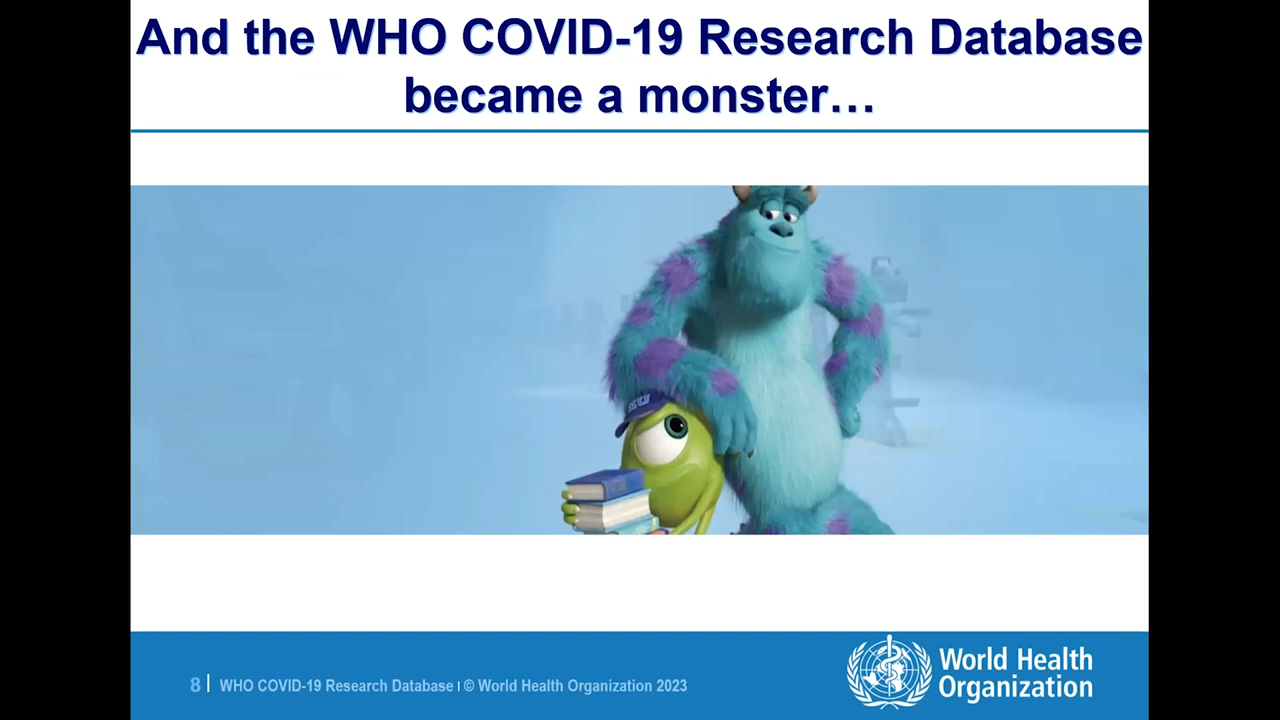 And the WHO COVID-19 Research Database
became a monster…
MU
8 | WHO COVID-19 Research Database | © World Health Organization 2023
World Health
Organization